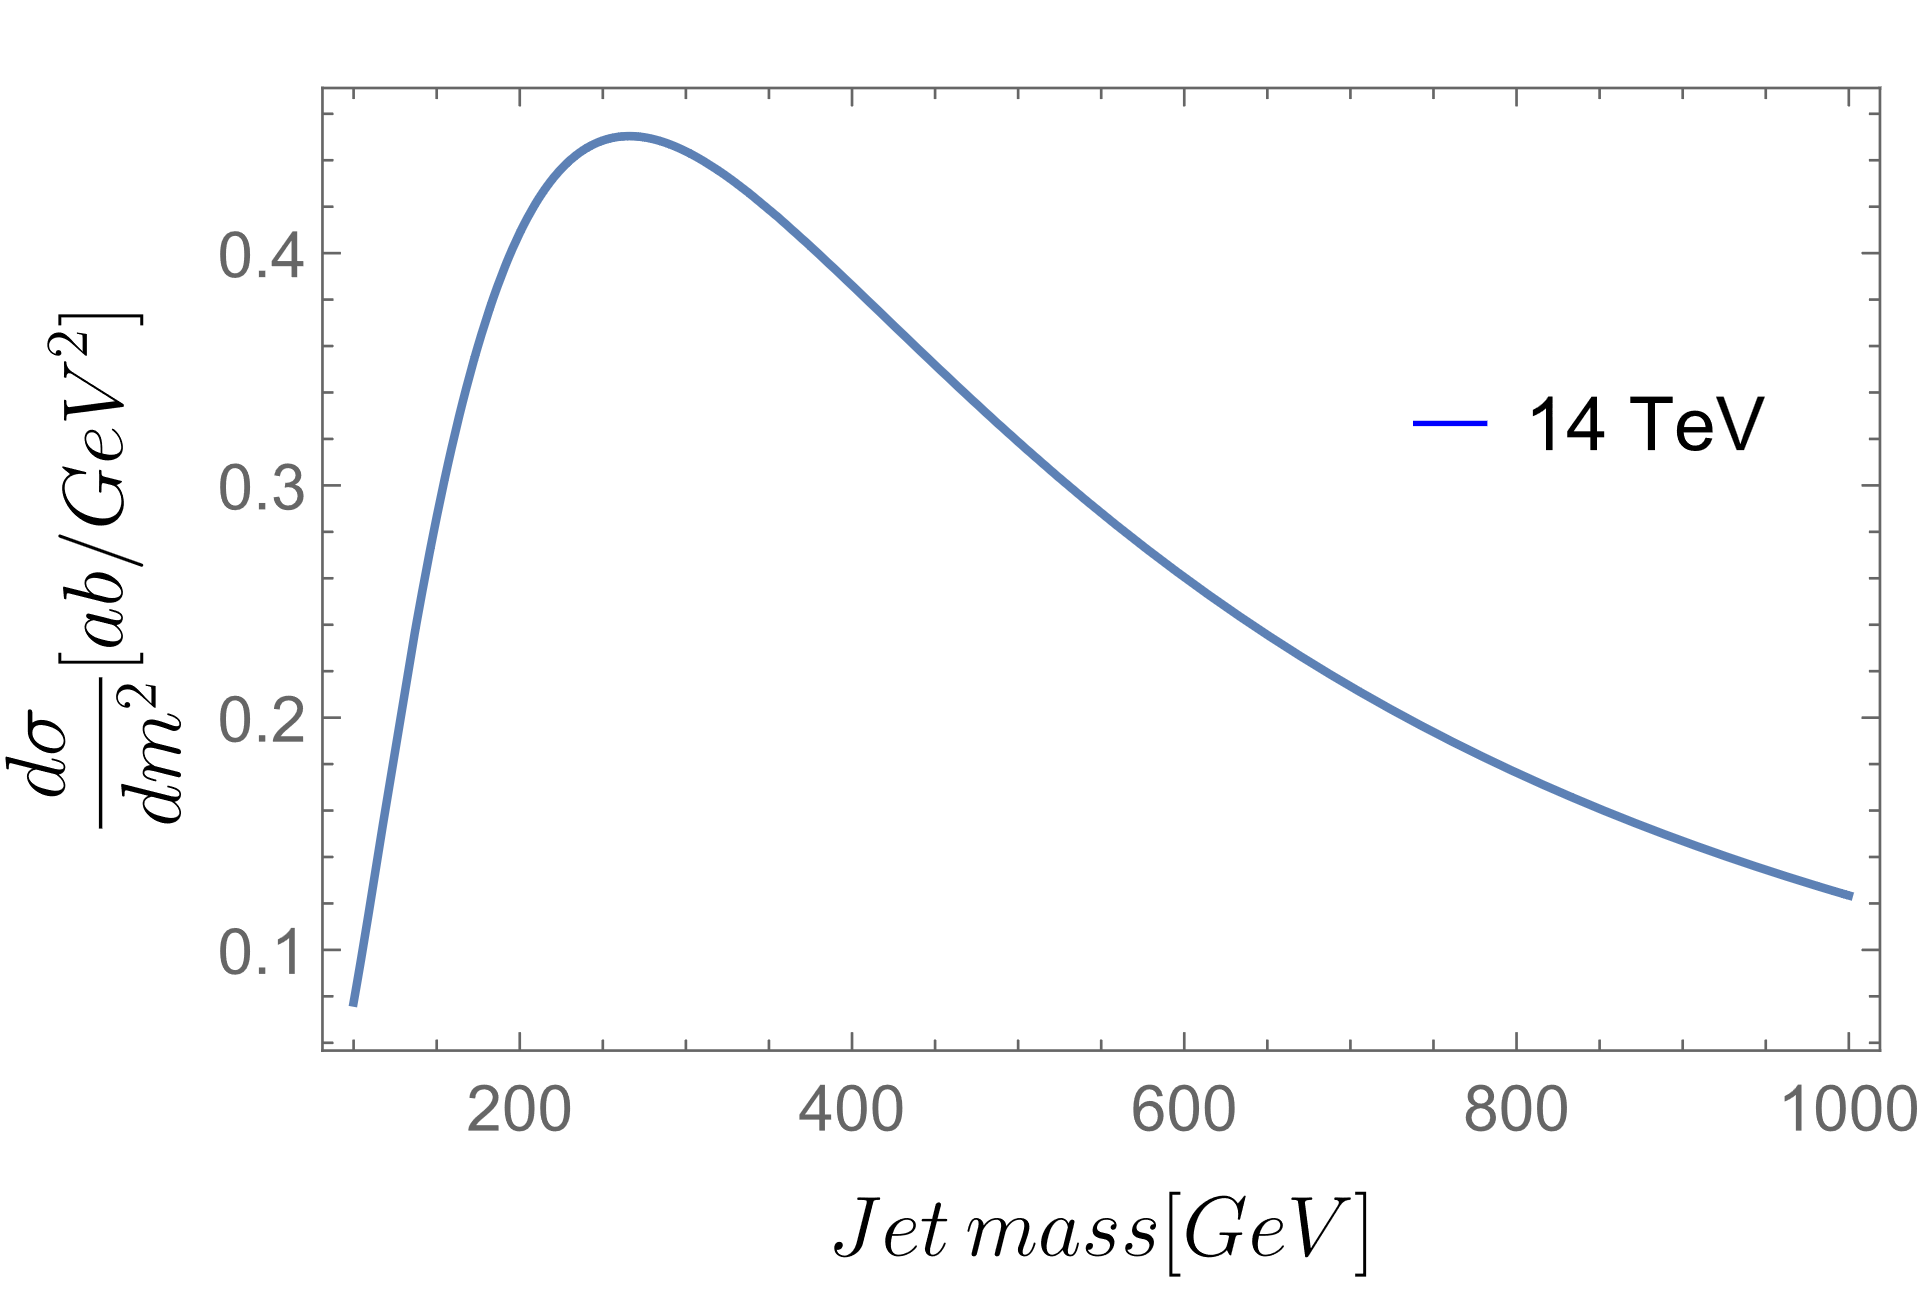 0.4
0.3
0.2
0.1
dσ/dm² [ab/GeV²]
14 TeV
200 400 600 800 1000
Jet mass[GeV]